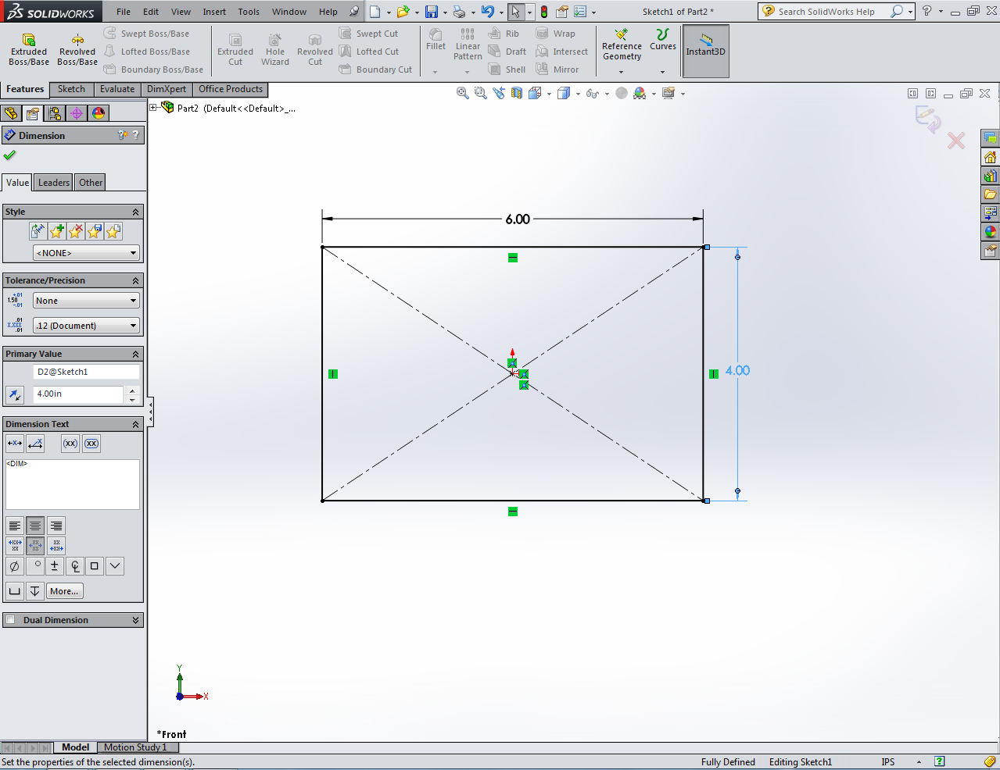 SOLIDWORKS File Edit View Insert Tools Window Help Sketch1 of Part2 * Search SolidWorks Help ?
Extruded Boss/Base
Revolved Boss/Base
Swept Boss/Base
Lofted Boss/Base
Boundary Boss/Base
Extruded Cut
Hole Wizard
Revolved Cut
Swept Cut
Lofted Cut
Boundary Cut
Fillet
Linear Pattern
Rib
Draft
Shell
Wrap
Intersect
Mirror
Reference Geometry
Curves
Instant3D
Features Sketch Evaluate DimXpert Office Products
Part2 (Default<<Default>_...
Dimension ? ?
Value Leaders Other
Style
<NONE>
Tolerance/Precision
1.50 +.01 -.01 None
.01 X.XXX .01 .12 (Document)
Primary Value
D2@Sketch1
4.00in
Dimension Text
(xx) (xx)
<DIM>
More...
Dual Dimension
6.00
4.00
Y
X
*Front
Model Motion Study 1
Set the properties of the selected dimension(s). Fully Defined Editing Sketch1 IPS ?